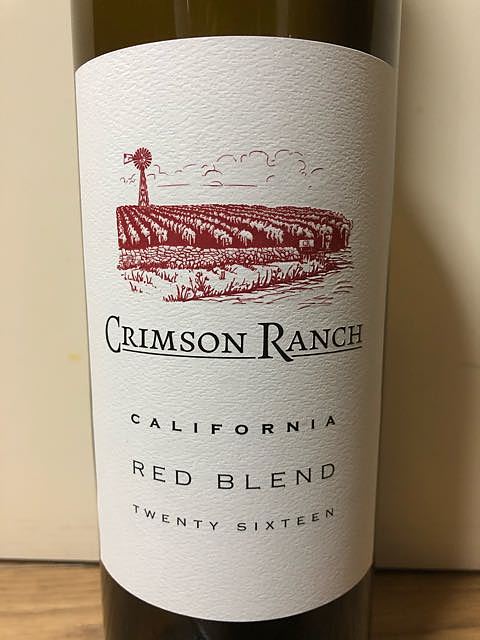 CRIMSON RANCH
CALIFORNIA
RED BLEND
TWENTY SIXTEEN